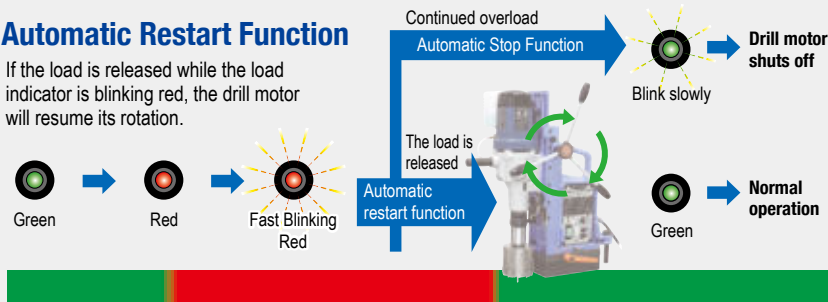 Automatic Restart Function
If the load is released while the load
indicator is blinking red, the drill motor
will resume its rotation.
Green
Red
Fast Blinking
Red
Continued overload
Automatic Stop Function
The load is
released
Automatic
restart function
Blink slowly
Drill motor
shuts off
Green
Normal
operation